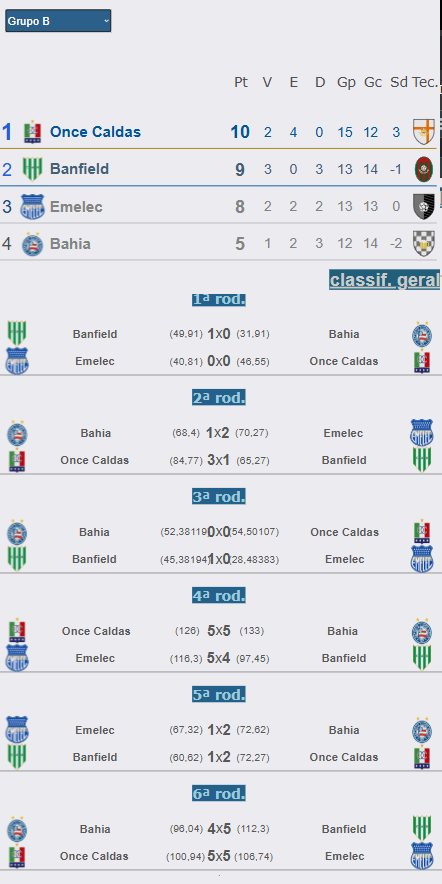 Grupo B
Pt V E D Gp Gc Sd Tec.
1 Once Caldas 10 2 4 0 15 12 3
2 Banfield 9 3 0 3 13 14 -1
3 Emelec 8 2 2 2 13 13 0
4 Bahia 5 1 2 3 12 14 -2
classif. geral
1ª rod.
Banfield (49,91) 1X0 (31,91) Bahia
Emelec (40,81) 0X0 (46,55) Once Caldas
2ª rod.
Bahia (68,4) 1X2 (70,27) Emelec
Once Caldas (84,77) 3X1 (65,27) Banfield
3ª rod.
Bahia (52,38119) 0X0 (54,50107) Once Caldas
Banfield (45,38194) 1X0 (28,48383) Emelec
4ª rod.
Once Caldas (126) 5X5 (133) Bahia
Emelec (116,3) 5X4 (97,45) Banfield
5ª rod.
Emelec (67,32) 1X2 (72,62) Bahia
Banfield (60,62) 1X2 (72,27) Once Caldas
6ª rod.
Bahia (96,04) 4X5 (112,3) Banfield
Once Caldas (100,94) 5X5 (106,74) Emelec